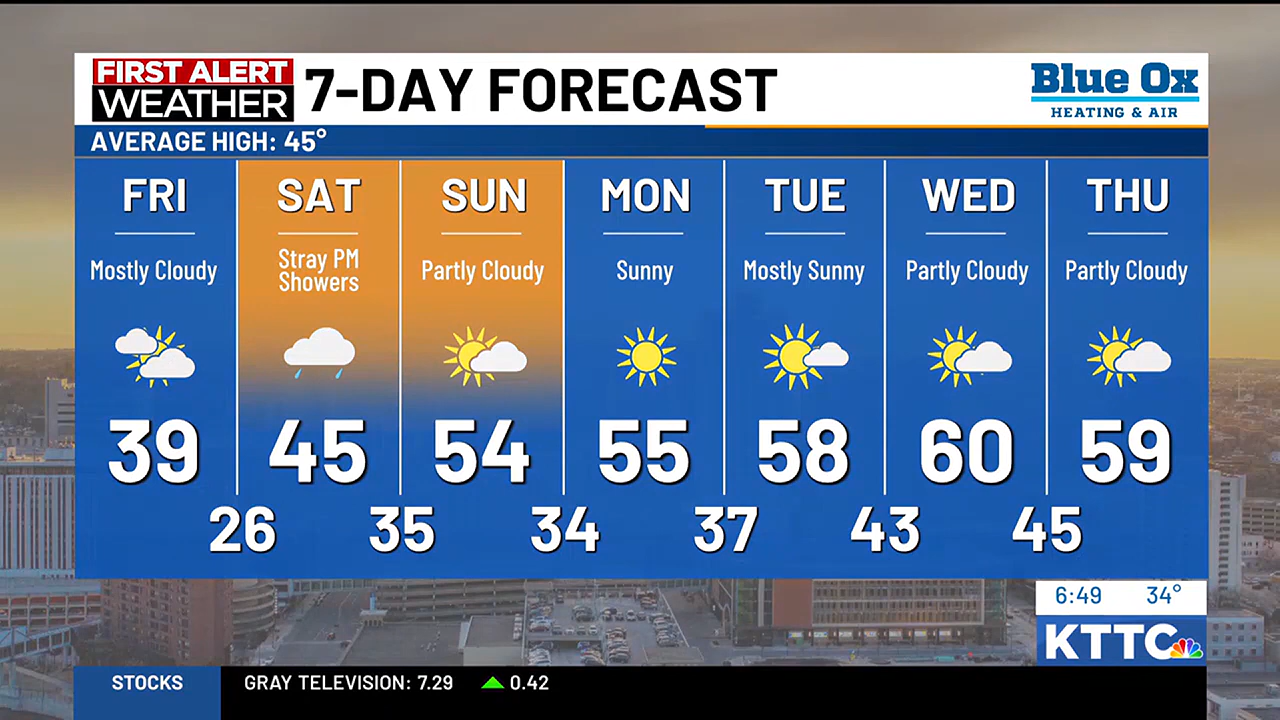 FIRST ALERT
WEATHER
7-DAY FORECAST
Blue Ox
HEATING & AIR
AVERAGE HIGH: 45°
FRI
Mostly Cloudy
39
SAT
Stray PM
Showers
45
SUN
Partly Cloudy
54
MON
Sunny
55
TUE
Mostly Sunny
58
WED
Partly Cloudy
60
THU
Partly Cloudy
59
26
35
34
37
43
45
6:49 34°
KTTC
STOCKS
GRAY TELEVISION: 7.29 0.42